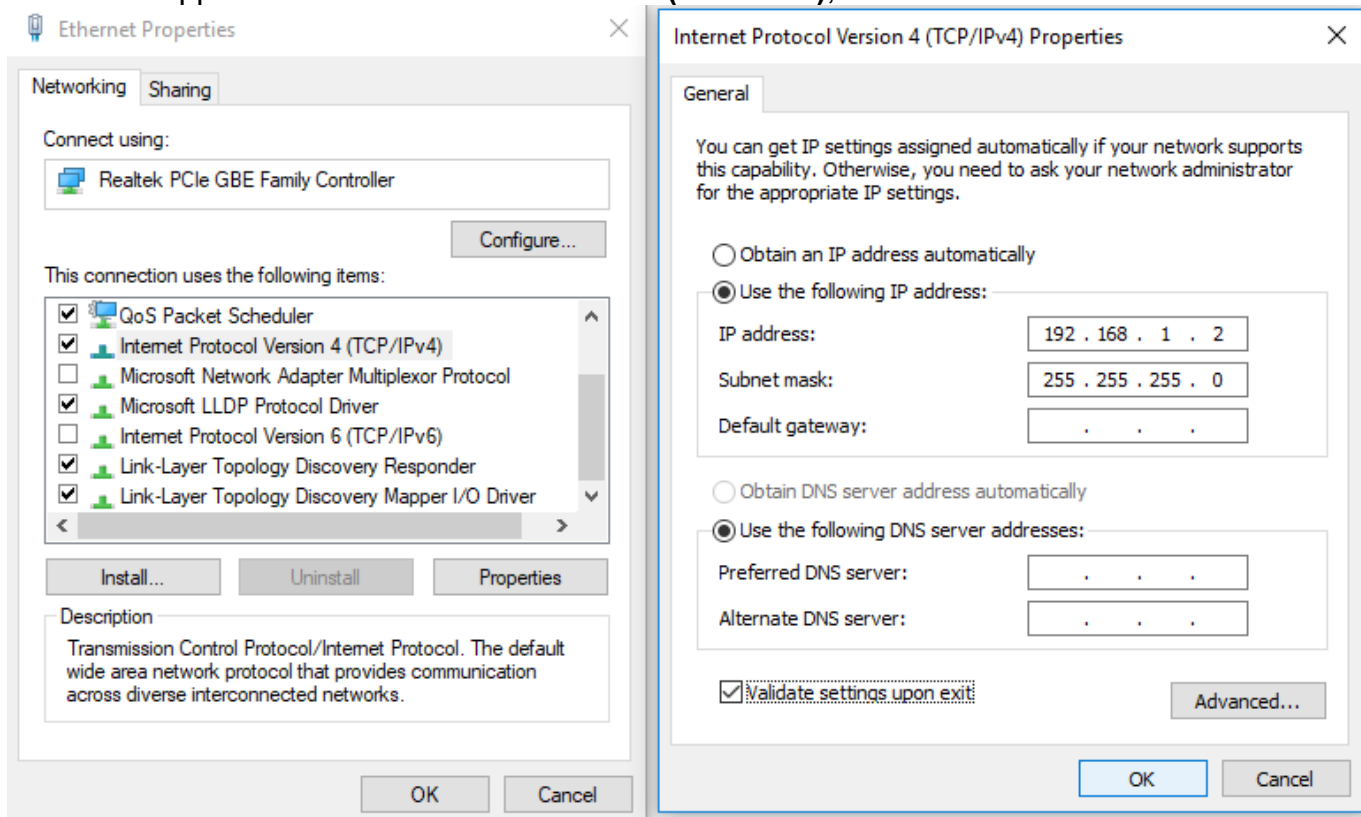 Ethernet Properties
Networking
Sharing
Connect using:
Realtek PCIe GBE Family Controller
Configure...
This connection uses the following items:
QoS Packet Scheduler
Internet Protocol Version 4 (TCP/IPv4)
Microsoft Network Adapter Multiplexor Protocol
Microsoft LLDP Protocol Driver
Internet Protocol Version 6 (TCP/IPv6)
Link-Layer Topology Discovery Responder
Link-Layer Topology Discovery Mapper I/O Driver
Install...
Uninstall
Properties
Description
Transmission Control Protocol/Internet Protocol. The default
wide area network protocol that provides communication
across diverse interconnected networks.
OK
Cancel
Internet Protocol Version 4 (TCP/IPv4) Properties
General
You can get IP settings assigned automatically if your network supports
this capability. Otherwise, you need to ask your network administrator
for the appropriate IP settings.
Obtain an IP address automatically
Use the following IP address:
IP address: 192 . 168 . 1 . 2
Subnet mask: 255 . 255 . 255 . 0
Default gateway: . . .
Obtain DNS server address automatically
Use the following DNS server addresses:
Preferred DNS server: . . .
Alternate DNS server: . . .
Validate settings upon exit
Advanced...
OK
Cancel